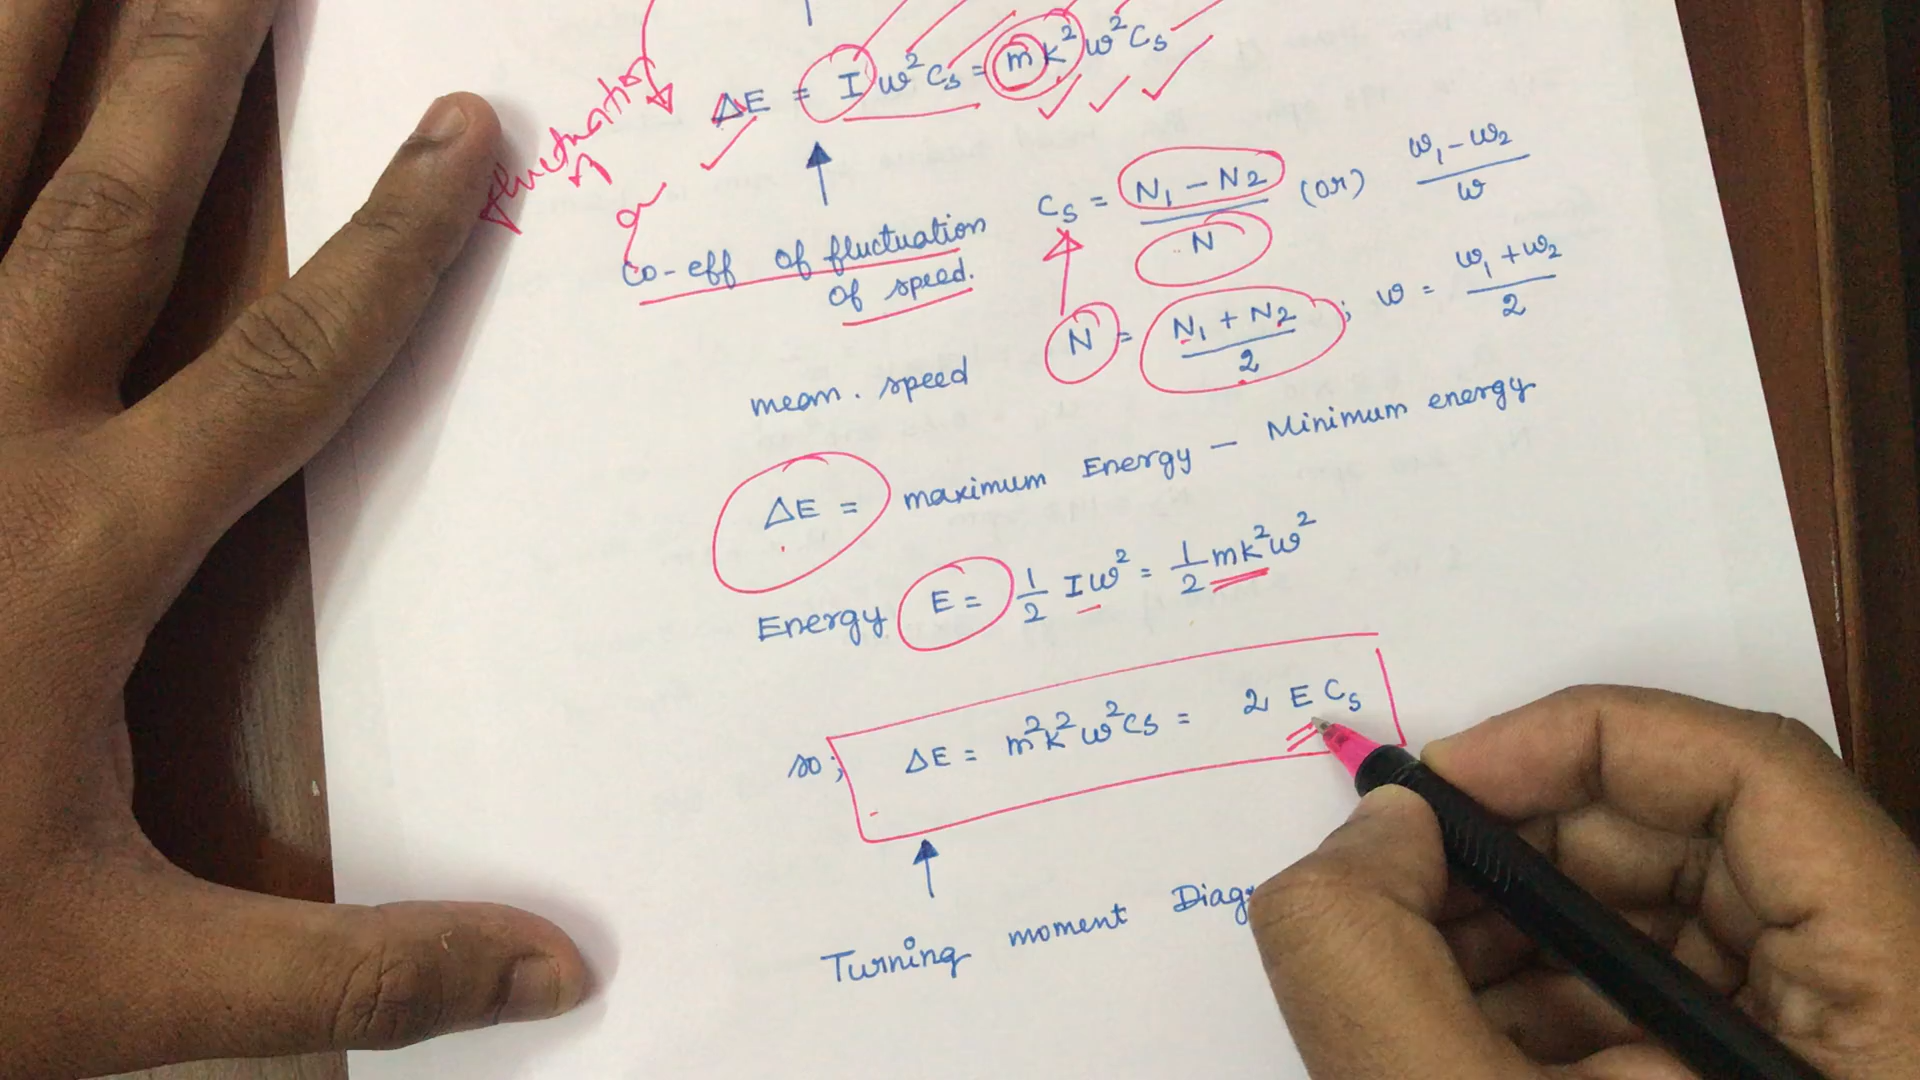 ΔE = Iω²Cs = mk²ω²Cs
fluctuation
Co-eff of fluctuation
of speed.
Cs = (N₁ - N₂)/N (or) (ω₁ - ω₂)/ω
mean. speed
N = (N₁ + N₂)/2 ; ω = (ω₁ + ω₂)/2
ΔE = maximum Energy - Minimum energy
Energy E = 1/2 Iω² = 1/2 mk²ω²
so; ΔE = m²k²ω²Cs = 2 E Cs
Turning moment